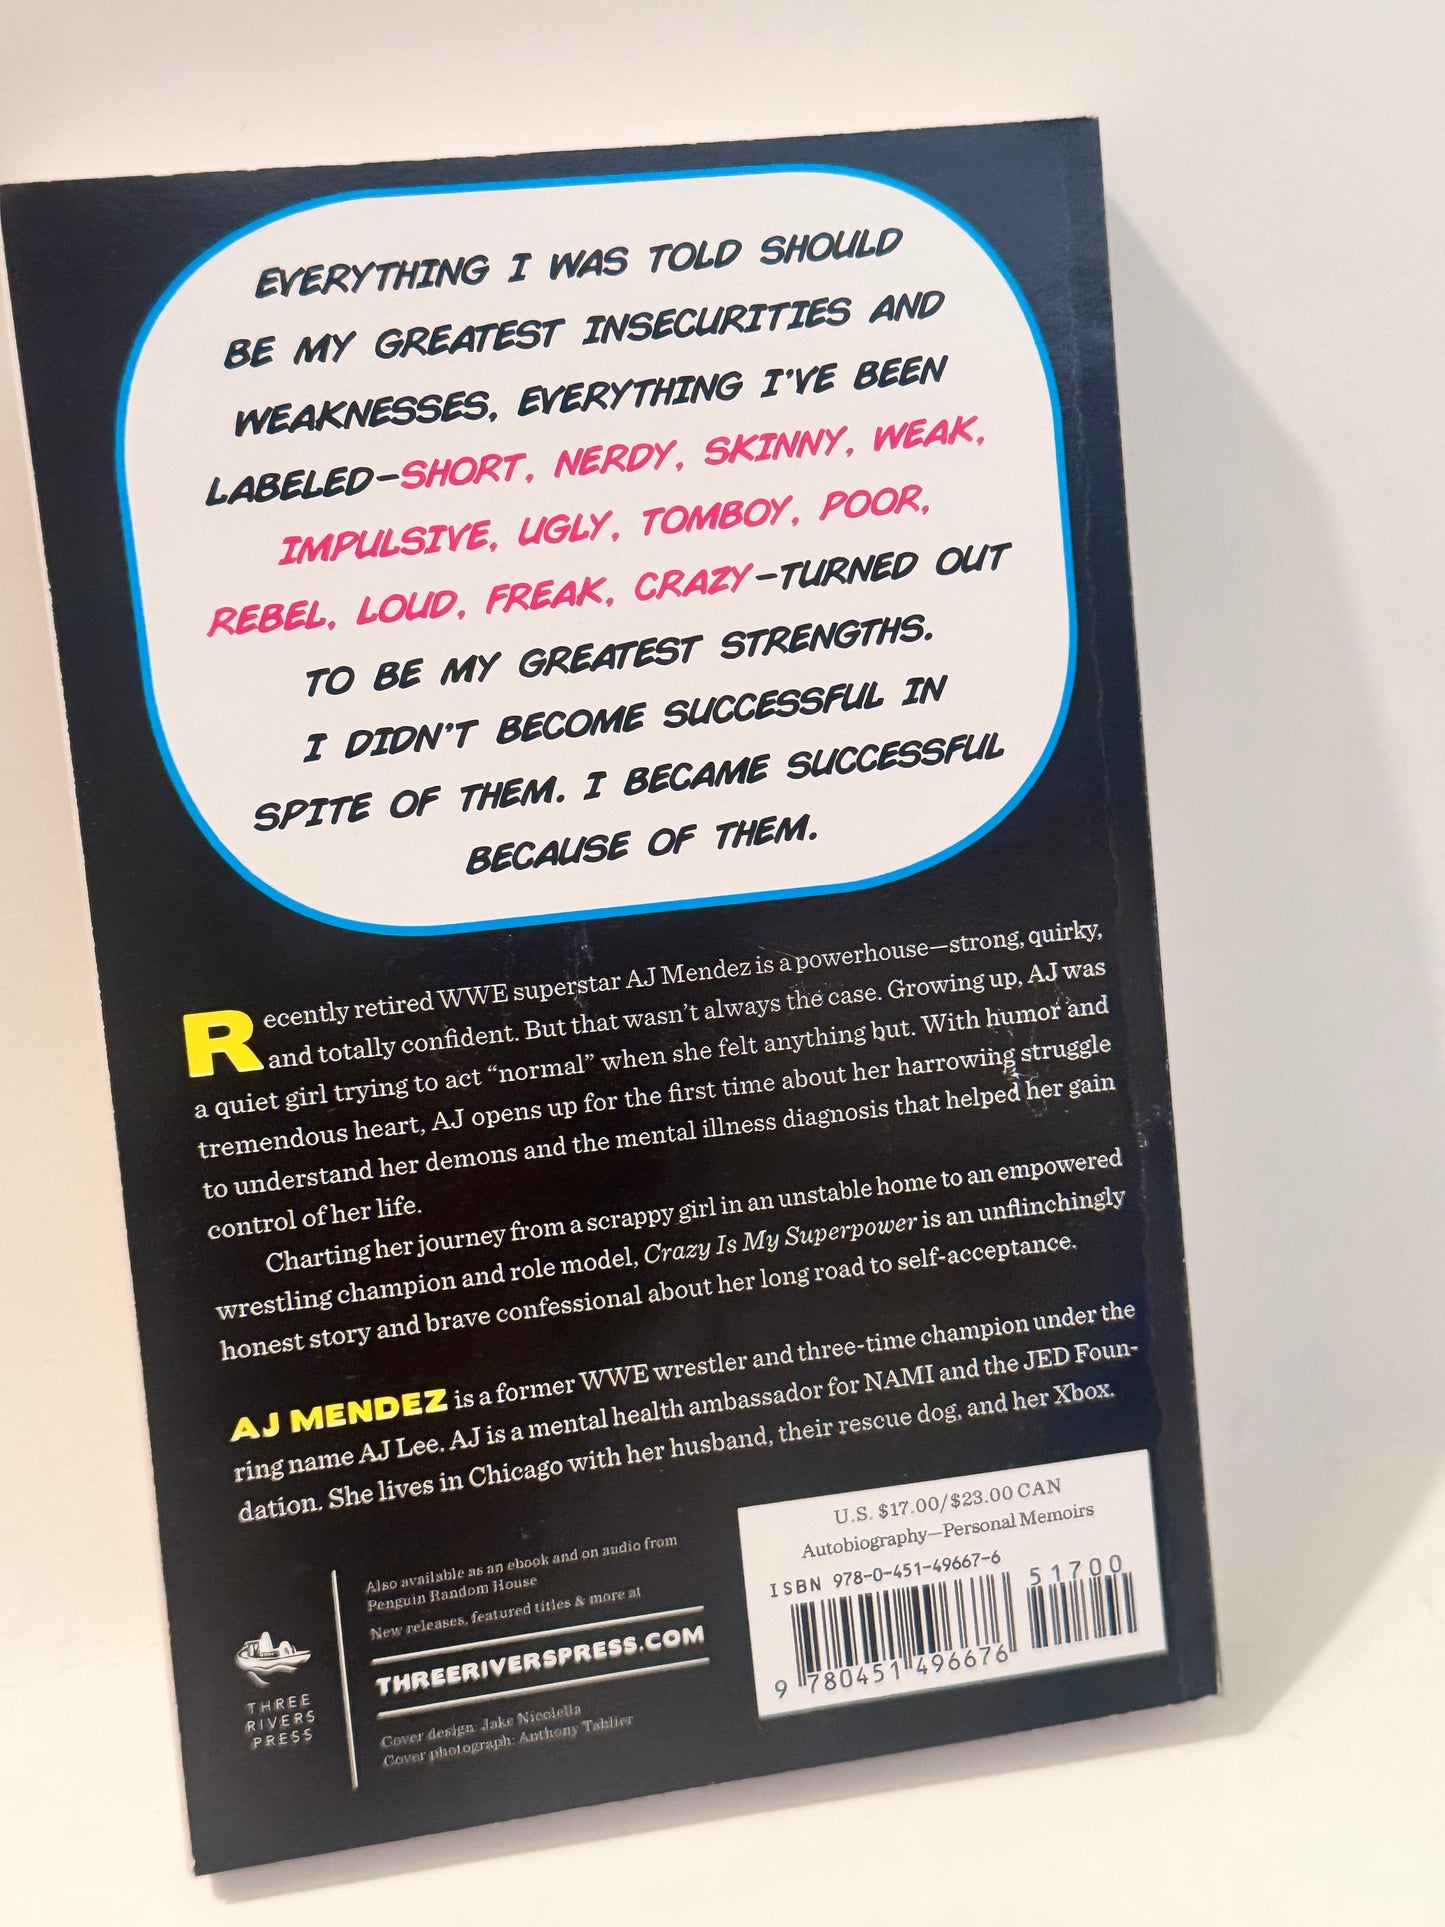 EVERYTHING I WAS TOLD SHOULD
BE MY GREATEST INSECURITIES AND
WEAKNESSES, EVERYTHING I'VE BEEN
LABELED—SHORT, NERDY, SKINNY, WEAK,
IMPULSIVE, UGLY, TOMBOY, POOR,
REBEL, LOUD, FREAK, CRAZY—TURNED OUT
TO BE MY GREATEST STRENGTHS.
I DIDN'T BECOME SUCCESSFUL IN
SPITE OF THEM. I BECAME SUCCESSFUL
BECAUSE OF THEM.
Recently retired WWE superstar AJ Mendez is a powerhouse—strong, quirky,
and totally confident. But that wasn't always the case. Growing up, AJ was
a quiet girl trying to act “normal” when she felt anything but. With humor and
tremendous heart, AJ opens up for the first time about her harrowing struggle
to understand her demons and the mental illness diagnosis that helped her gain
control of her life.
Charting her journey from a scrappy girl in an unstable home to an empowered
wrestling champion and role model, Crazy Is My Superpower is an unflinchingly
honest story and brave confessional about her long road to self-acceptance.
AJ MENDEZ is a former WWE wrestler and three-time champion under the
ring name AJ Lee. AJ is a mental health ambassador for NAMI and the JED Foun-
dation. She lives in Chicago with her husband, their rescue dog, and her Xbox.
THREE
RIVERS
PRESS
Also available as an ebook and on audio from
Penguin Random House
New releases, featured titles & more at
THREERIVERSPRESS.COM
Cover design: Jake Nicolella
Cover photograph: Anthony Tahlier
U.S. $17.00/$23.00 CAN
Autobiography—Personal Memoirs
ISBN 978-0-451-49667-6
51700
9 780451 496676